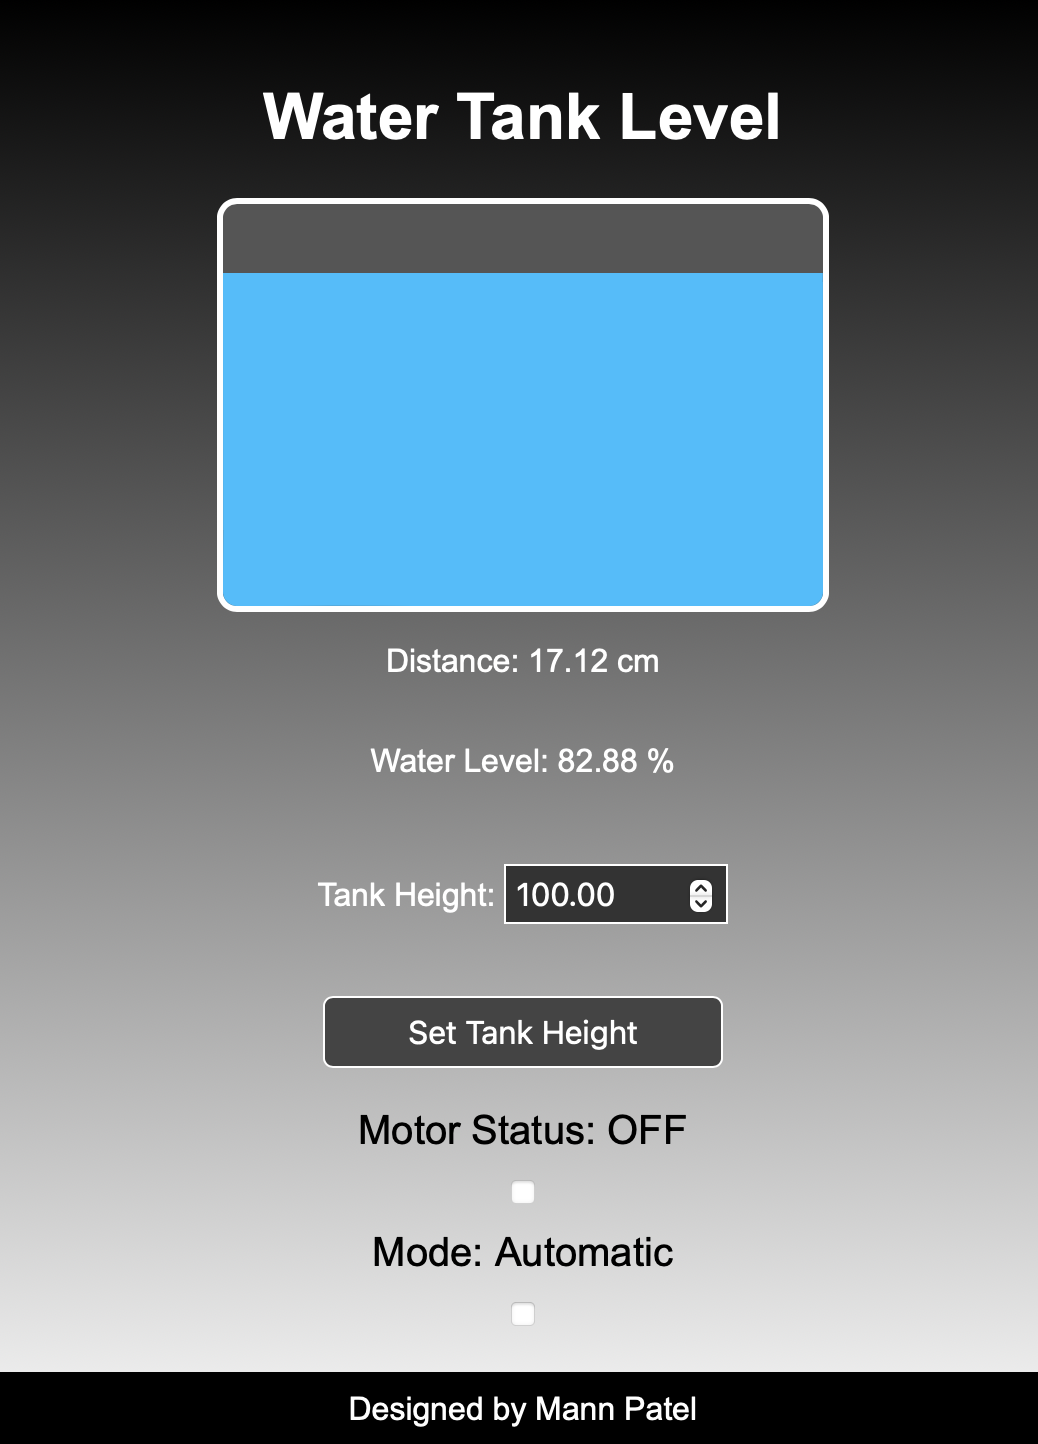 Water Tank Level
Distance: 17.12 cm
Water Level: 82.88 %
Tank Height: 100.00
Set Tank Height
Motor Status: OFF
Mode: Automatic
Designed by Mann Patel